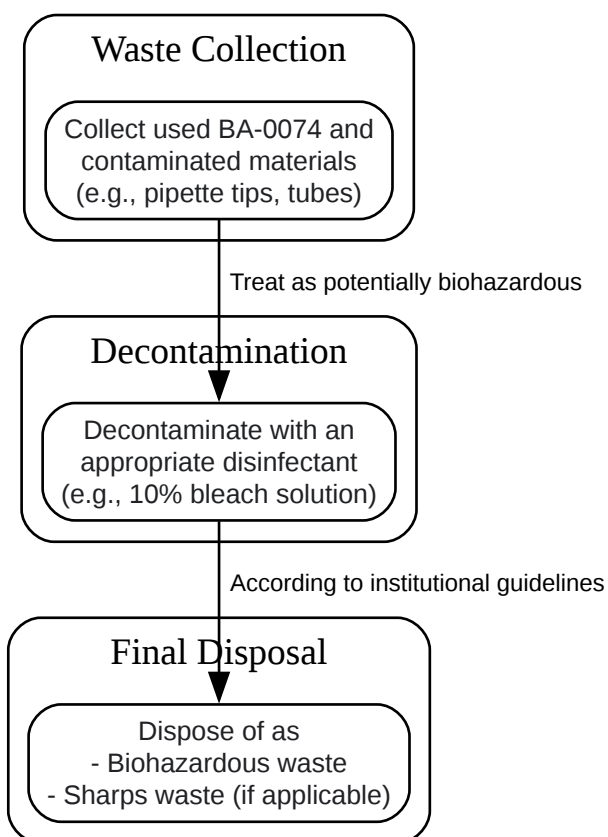 Waste Collection
Collect used BA-0074 and
contaminated materials
(e.g., pipette tips, tubes)
Treat as potentially biohazardous
Decontamination
Decontaminate with an
appropriate disinfectant
(e.g., 10% bleach solution)
According to institutional guidelines
Final Disposal
Dispose of as
- Biohazardous waste
- Sharps waste (if applicable)